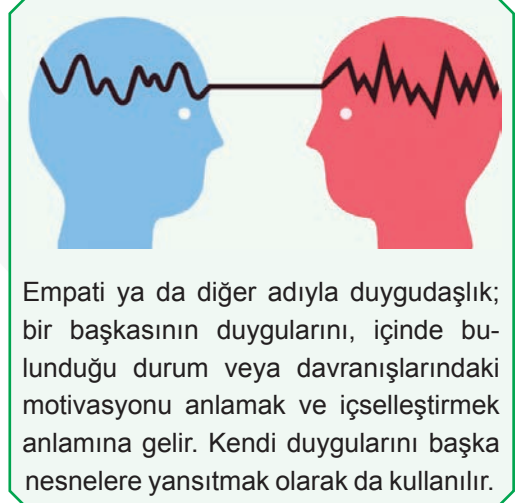 Empati ya da diğer adıyla duygudaşlık;
bir başkasının duygularını, içinde bu-
lunduğu durum veya davranışlarındaki
motivasyonu anlamak ve içselleştirmek
anlamına gelir. Kendi duygularını başka
nesnelere yansıtmak olarak da kullanılır.